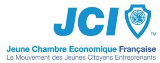 JCI
Jeune Chambre Economique Française
Le Mouvement des Jeunes Citoyens Entreprenants